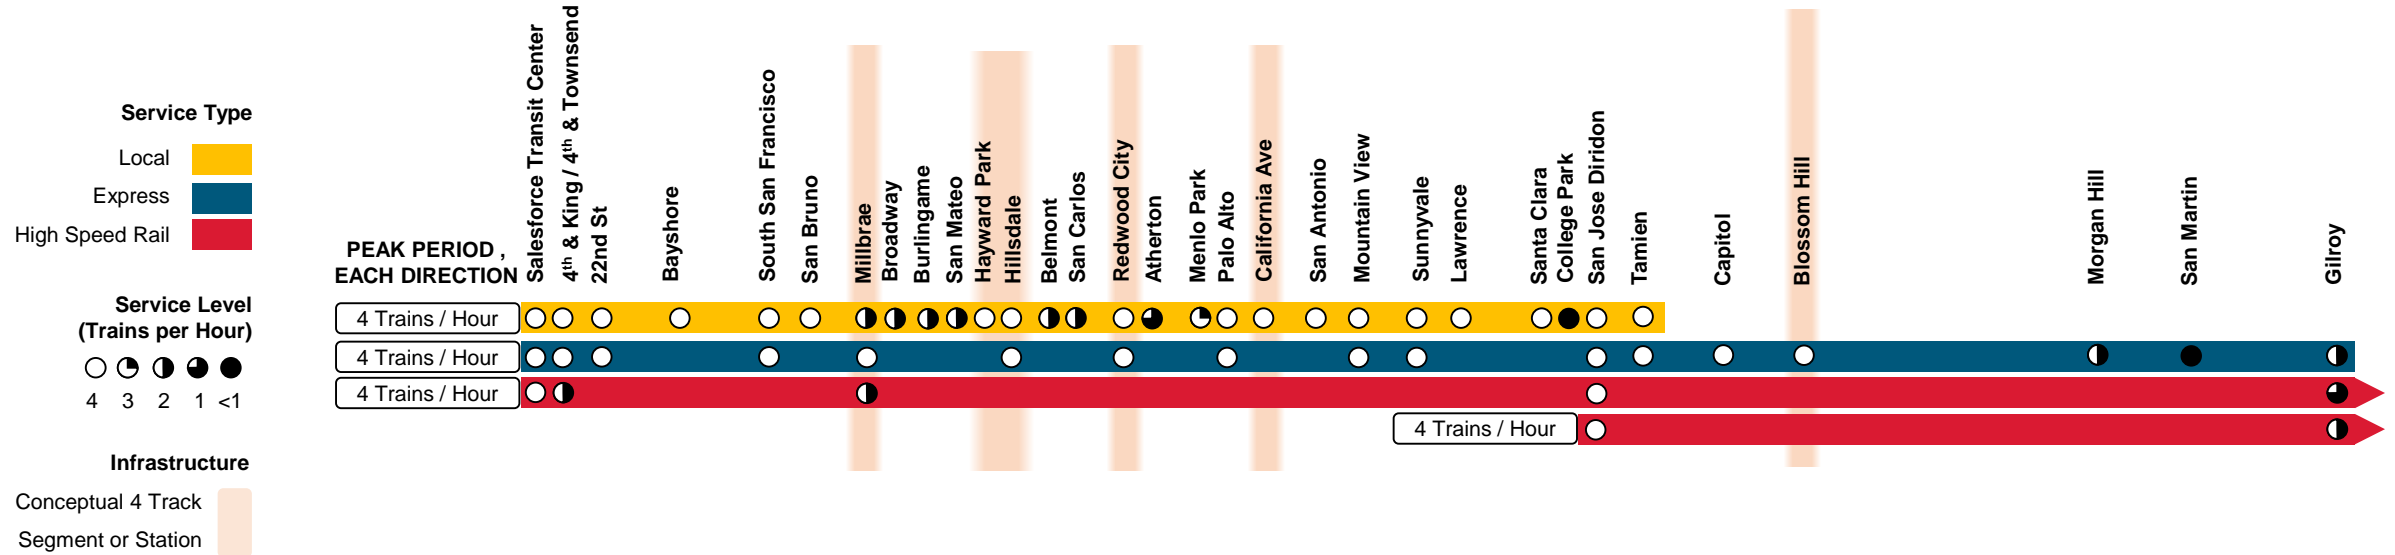 Service Type
Local
Express
High Speed Rail
Service Level
(Trains per Hour)
4 3 2 1 <1
Infrastructure
Conceptual 4 Track
Segment or Station
PEAK PERIOD ,
EACH DIRECTION
Salesforce Transit Center
4th & King / 4th & Townsend
22nd St
Bayshore
South San Francisco
San Bruno
Millbrae
Broadway
Burlingame
San Mateo
Hayward Park
Hillsdale
Belmont
San Carlos
Redwood City
Atherton
Menlo Park
Palo Alto
California Ave
San Antonio
Mountain View
Sunnyvale
Lawrence
Santa Clara
College Park
San Jose Diridon
Tamien
Capitol
Blossom Hill
Morgan Hill
San Martin
Gilroy
4 Trains / Hour
4 Trains / Hour
4 Trains / Hour
4 Trains / Hour